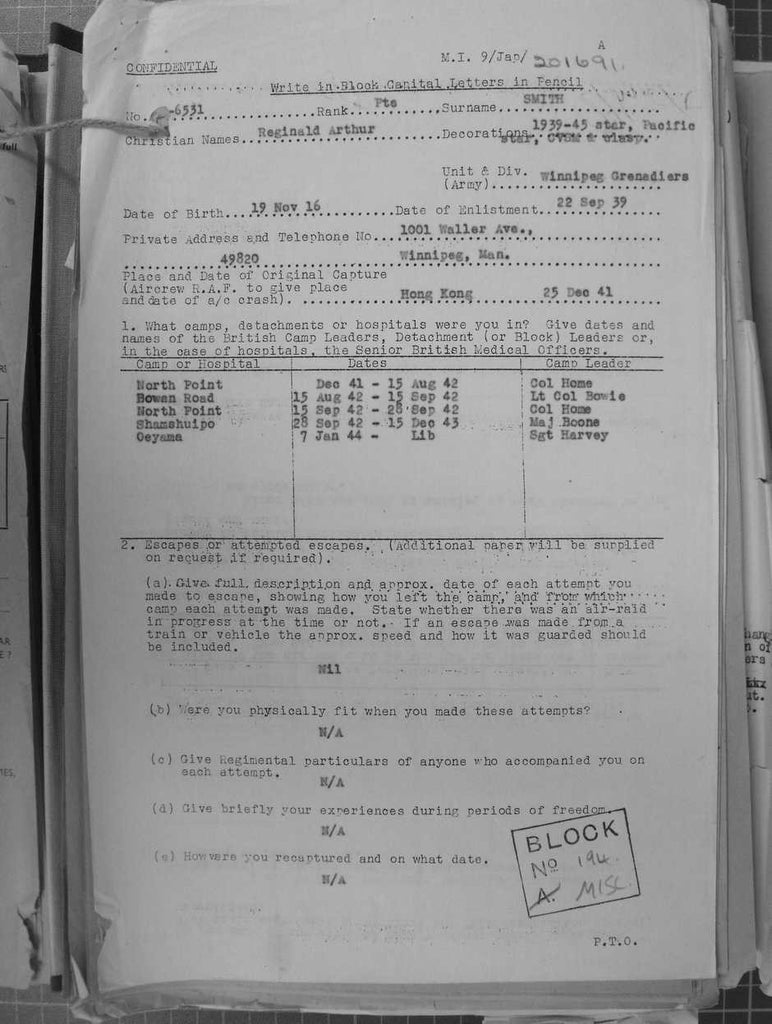 A
CONFIDENTIAL
M.I. 9/Jap/201691
Write in Block Capital Letters in Pencil
No. -6531 Rank Pte Surname SMITH
Christian Names Reginald Arthur Decorations 1939-45 star, Pacific
star, CVSM & clasp.
Unit & Div. Winnipeg Grenadiers
(Army)
Date of Birth 19 Nov 16 Date of Enlistment 22 Sep 39
Private Address and Telephone No. 1001 Waller Ave.,
49820 Winnipeg, Man.
Place and Date of Original Capture
(Aircrew R.A.F. to give place
and date of a/c crash). Hong Kong 25 Dec 41
1. What camps, detachments or hospitals were you in? Give dates and
names of the British Camp Leaders, Detachment (or Block) Leaders or,
in the case of hospitals, the Senior British Medical Officers.
Camp or Hospital Dates Camp Leader
North Point Dec 41 - 15 Aug 42 Col Home
Bowan Road 15 Aug 42 - 15 Sep 42 Lt Col Bowie
North Point 15 Sep 42 - 28 Sep 42 Col Home
Shamshuipo 28 Sep 42 - 15 Dec 43 Maj Boone
Oeyama 7 Jan 44 - Lib Sgt Harvey
2. Escapes or attempted escapes. (Additional paper will be supplied
on request if required).
(a). Give full description and approx. date of each attempt you
made to escape, showing how you left the camp, and from which
camp each attempt was made. State whether there was an air-raid
in progress at the time or not. If an escape was made from a
train or vehicle the approx. speed and how it was guarded should
be included.
Nil
(b) Were you physically fit when you made these attempts?
N/A
(c) Give Regimental particulars of anyone who accompanied you on
each attempt.
N/A
(d) Give briefly your experiences during periods of freedom.
N/A
(e) How were you recaptured and on what date.
N/A
BLOCK
No 194
A. MISC.
P.T.O.